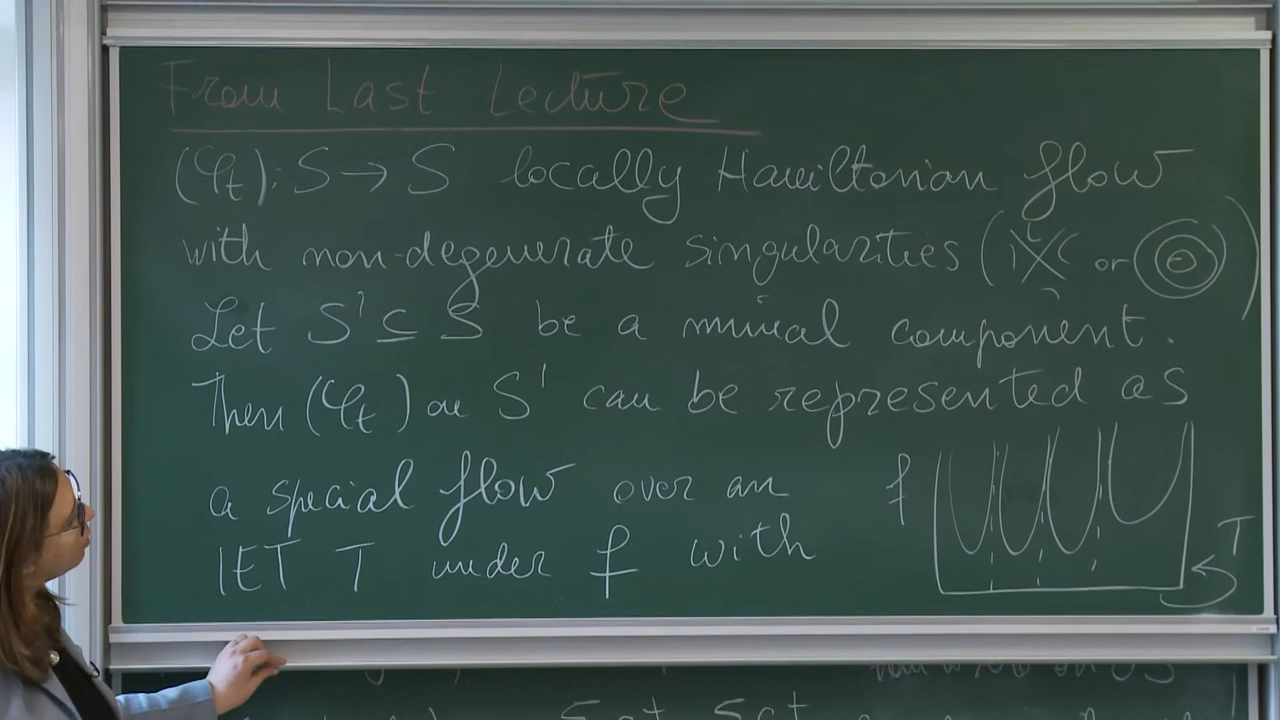 From Last Lecture
(φt): S → S locally Hamiltonian flow
with non-degenerate singularities ( or )
Let S' ⊆ S be a minimal component.
Then (φt) on S' can be represented as
a special flow over an
IET T under f with
f
T